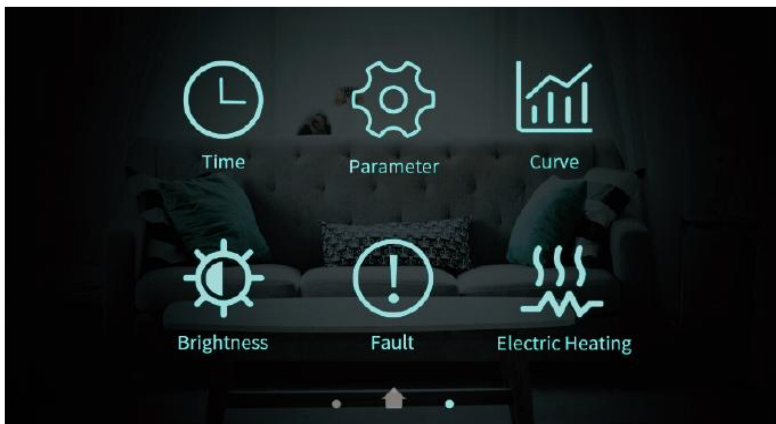 Time
Parameter
Curve
Brightness
Fault
Electric Heating